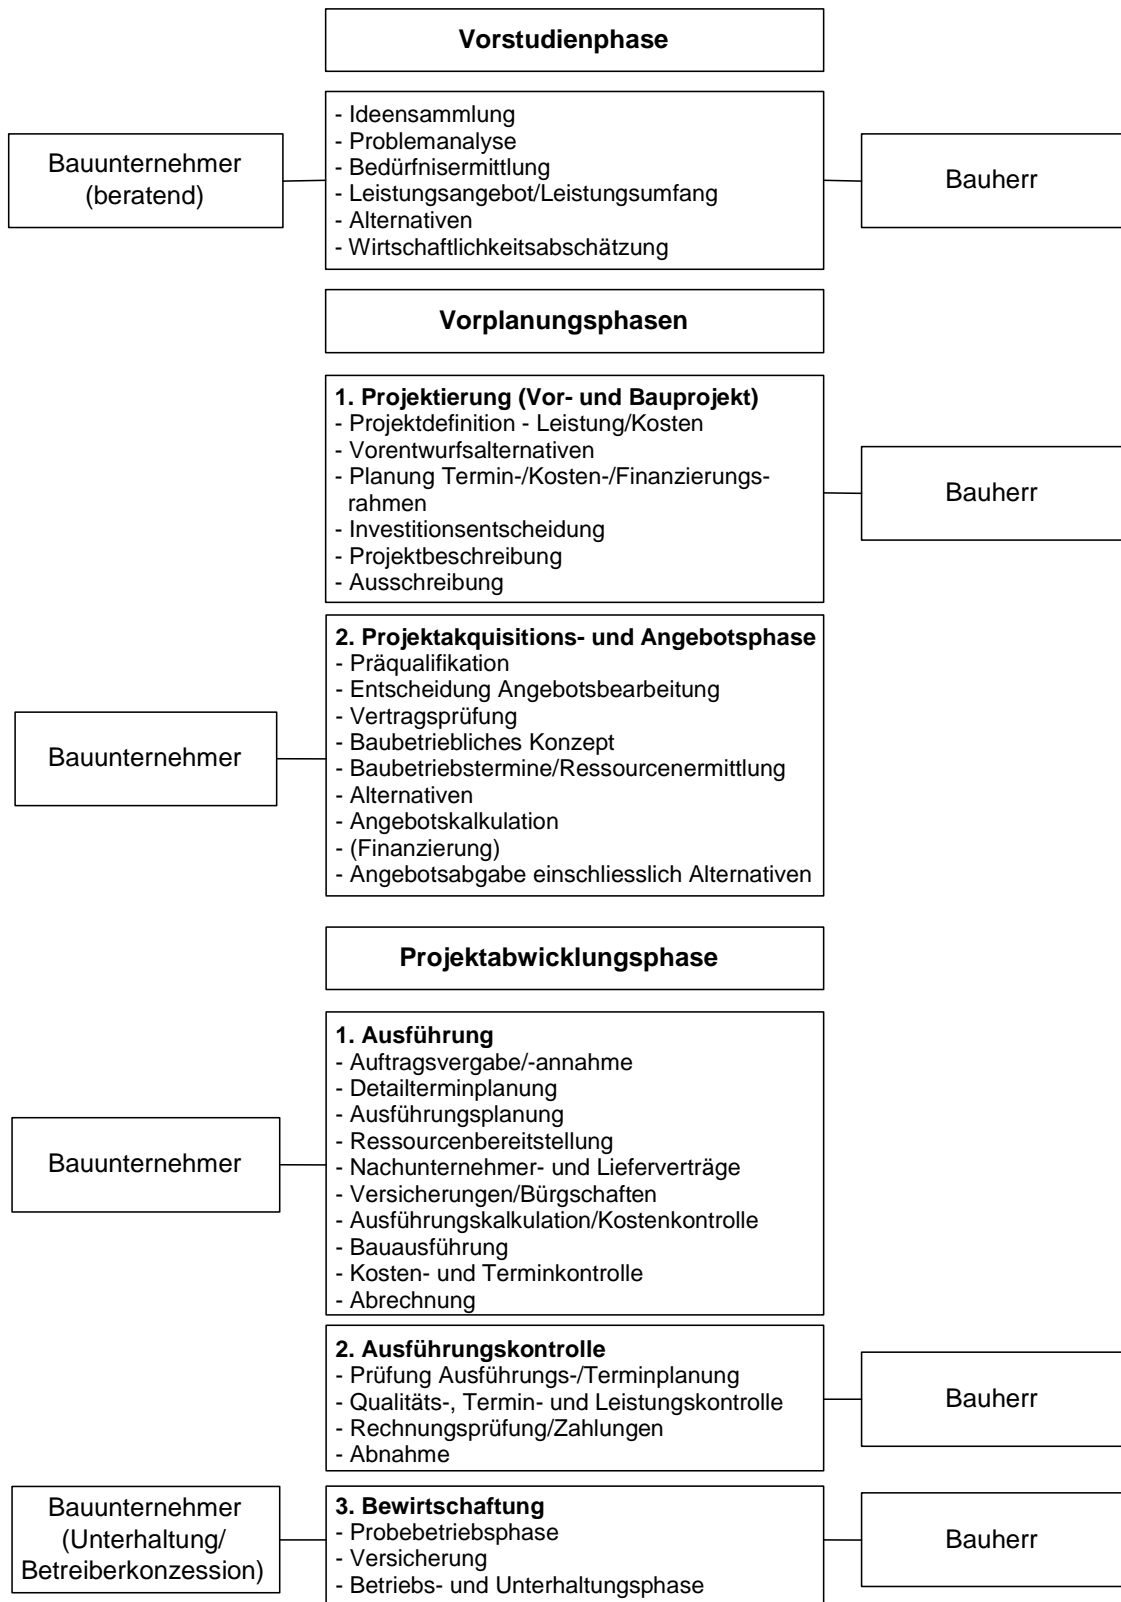 Vorstudienphase
Bauunternehmer
(beratend)
- Ideensammlung
- Problemanalyse
- Bedürfnisermittlung
- Leistungsangebot/Leistungsumfang
- Alternativen
- Wirtschaftlichkeitsabschätzung
Bauherr
Vorplanungsphasen
1. Projektierung (Vor- und Bauprojekt)
- Projektdefinition - Leistung/Kosten
- Vorentwurfsalternativen
- Planung Termin-/Kosten-/Finanzierungs-
rahmen
- Investitionsentscheidung
- Projektbeschreibung
- Ausschreibung
Bauherr
Bauunternehmer
2. Projektakquisitions- und Angebotsphase
- Präqualifikation
- Entscheidung Angebotsbearbeitung
- Vertragsprüfung
- Baubetriebliches Konzept
- Baubetriebstermine/Ressourcenermittlung
- Alternativen
- Angebotskalkulation
- (Finanzierung)
- Angebotsabgabe einschliesslich Alternativen
Projektabwicklungsphase
Bauunternehmer
1. Ausführung
- Auftragsvergabe/-annahme
- Detailterminplanung
- Ausführungsplanung
- Ressourcenbereitstellung
- Nachunternehmer- und Lieferverträge
- Versicherungen/Bürgschaften
- Ausführungskalkulation/Kostenkontrolle
- Bauausführung
- Kosten- und Terminkontrolle
- Abrechnung
2. Ausführungskontrolle
- Prüfung Ausführungs-/Terminplanung
- Qualitäts-, Termin- und Leistungskontrolle
- Rechnungsprüfung/Zahlungen
- Abnahme
Bauherr
Bauunternehmer
(Unterhaltung/
Betreiberkonzession)
3. Bewirtschaftung
- Probebetriebsphase
- Versicherung
- Betriebs- und Unterhaltungsphase
Bauherr